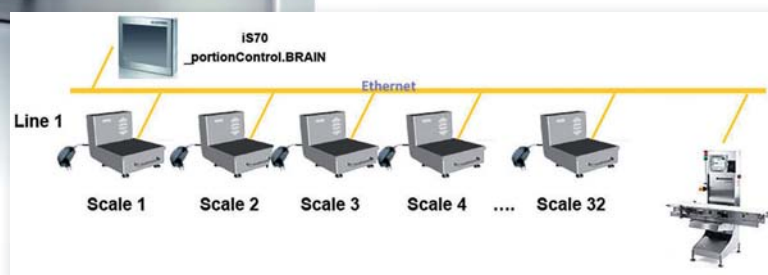 iS70
_portionControl.BRAIN
Ethernet
Line 1
Scale 1 Scale 2 Scale 3 Scale 4 .... Scale 32